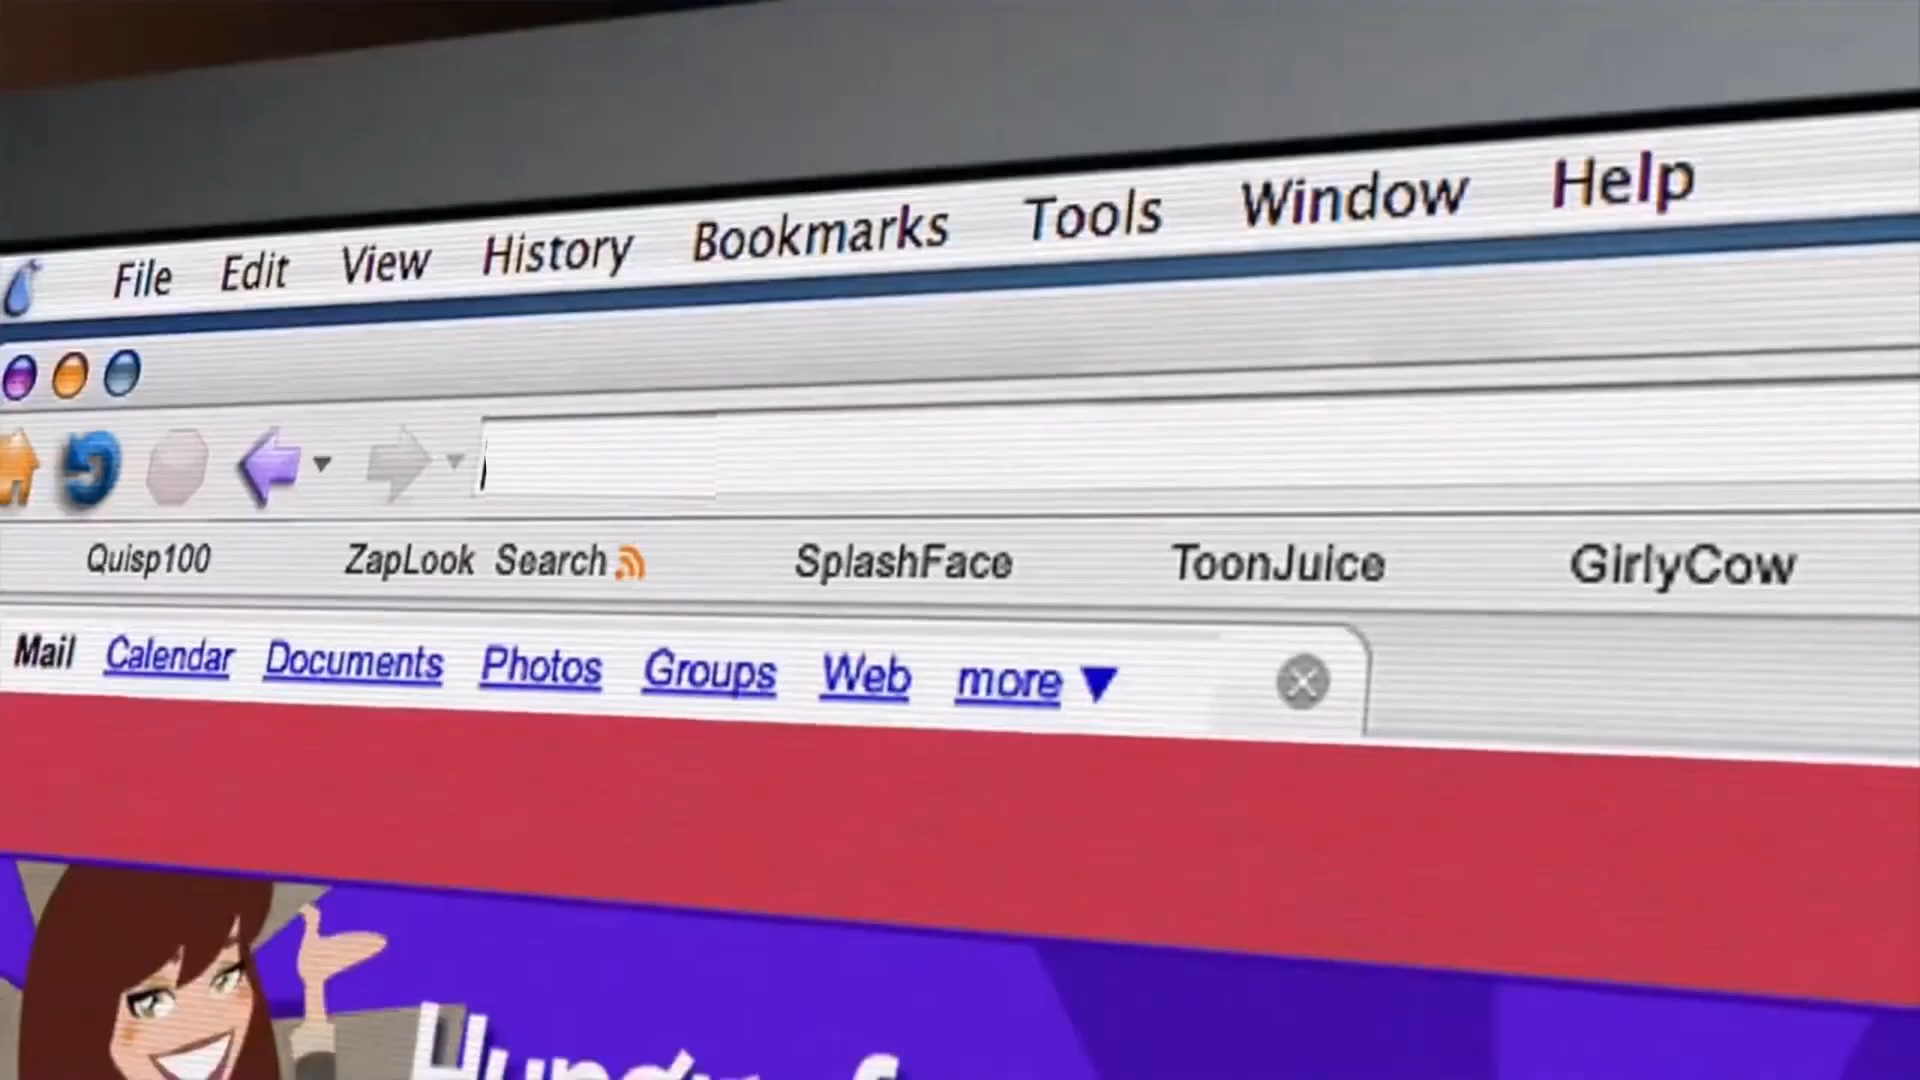 File Edit View History Bookmarks Tools Window Help
Quisp100 ZapLook Search SplashFace ToonJuice GirlyCow
Mail Calendar Documents Photos Groups Web more